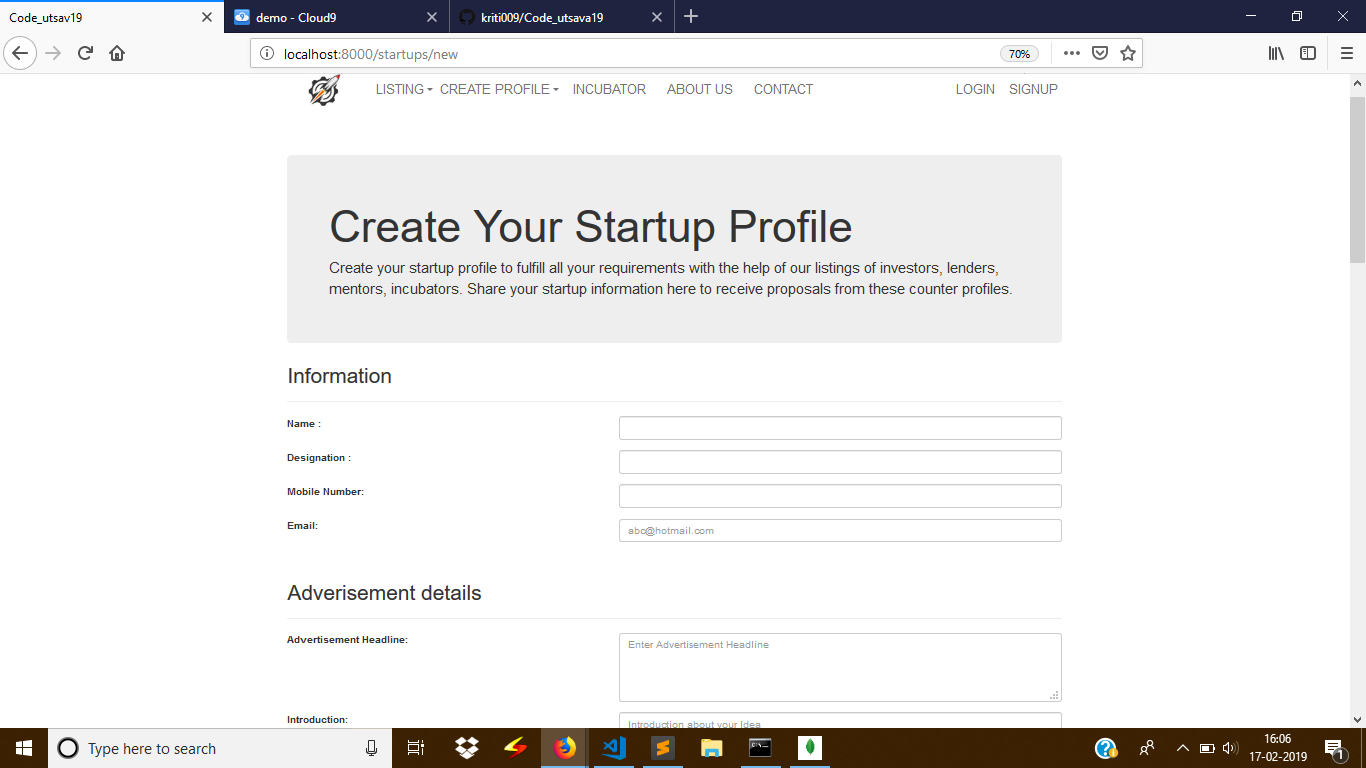 Code_utsav19
demo - Cloud9
kriti009/Code_utsava19
localhost:8000/startups/new
70%
LISTING CREATE PROFILE INCUBATOR ABOUT US CONTACT LOGIN SIGNUP
Create Your Startup Profile
Create your startup profile to fulfill all your requirements with the help of our listings of investors, lenders,
mentors, incubators. Share your startup information here to receive proposals from these counter profiles.
Information
Name :
Designation :
Mobile Number:
Email:
abc@hotmail.com
Adverisement details
Advertisement Headline:
Enter Advertisement Headline
Introduction:
Introduction about your Idea
Type here to search
16:06
17-02-2019
1